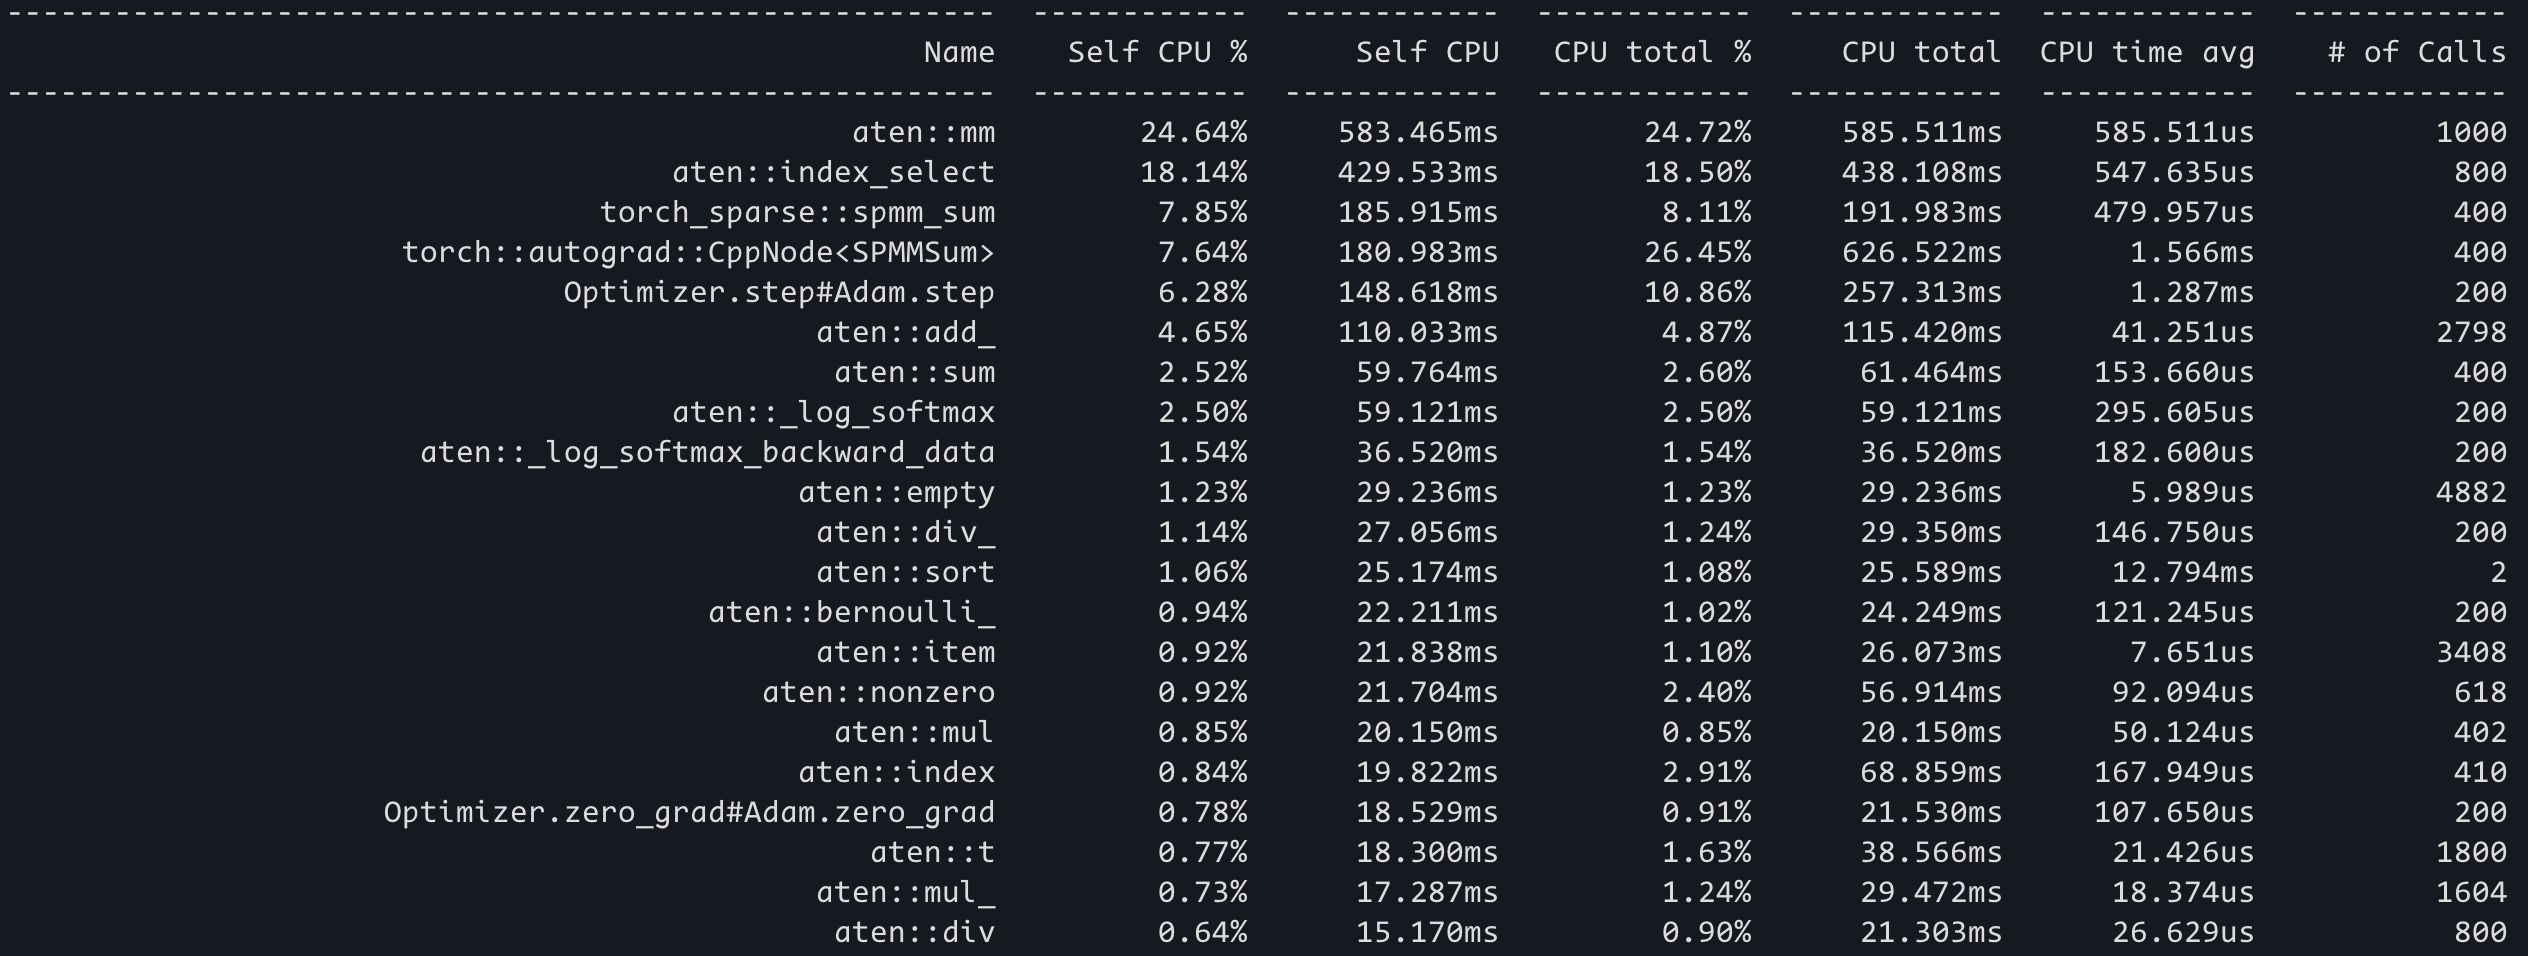 -------------------------------------------------------  ------------  ------------  ------------  ------------  ------------  ------------
Name  Self CPU %  Self CPU  CPU total %  CPU total  CPU time avg  # of Calls
-------------------------------------------------------  ------------  ------------  ------------  ------------  ------------  ------------
aten::mm  24.64%  583.465ms  24.72%  585.511ms  585.511us  1000
aten::index_select  18.14%  429.533ms  18.50%  438.108ms  547.635us  800
torch_sparse::spmm_sum  7.85%  185.915ms  8.11%  191.983ms  479.957us  400
torch::autograd::CppNode<SPMMSum>  7.64%  180.983ms  26.45%  626.522ms  1.566ms  400
Optimizer.step#Adam.step  6.28%  148.618ms  10.86%  257.313ms  1.287ms  200
aten::add_  4.65%  110.033ms  4.87%  115.420ms  41.251us  2798
aten::sum  2.52%  59.764ms  2.60%  61.464ms  153.660us  400
aten::_log_softmax  2.50%  59.121ms  2.50%  59.121ms  295.605us  200
aten::_log_softmax_backward_data  1.54%  36.520ms  1.54%  36.520ms  182.600us  200
aten::empty  1.23%  29.236ms  1.23%  29.236ms  5.989us  4882
aten::div_  1.14%  27.056ms  1.24%  29.350ms  146.750us  200
aten::sort  1.06%  25.174ms  1.08%  25.589ms  12.794ms  2
aten::bernoulli_  0.94%  22.211ms  1.02%  24.249ms  121.245us  200
aten::item  0.92%  21.838ms  1.10%  26.073ms  7.651us  3408
aten::nonzero  0.92%  21.704ms  2.40%  56.914ms  92.094us  618
aten::mul  0.85%  20.150ms  0.85%  20.150ms  50.124us  402
aten::index  0.84%  19.822ms  2.91%  68.859ms  167.949us  410
Optimizer.zero_grad#Adam.zero_grad  0.78%  18.529ms  0.91%  21.530ms  107.650us  200
aten::t  0.77%  18.300ms  1.63%  38.566ms  21.426us  1800
aten::mul_  0.73%  17.287ms  1.24%  29.472ms  18.374us  1604
aten::div  0.64%  15.170ms  0.90%  21.303ms  26.629us  800